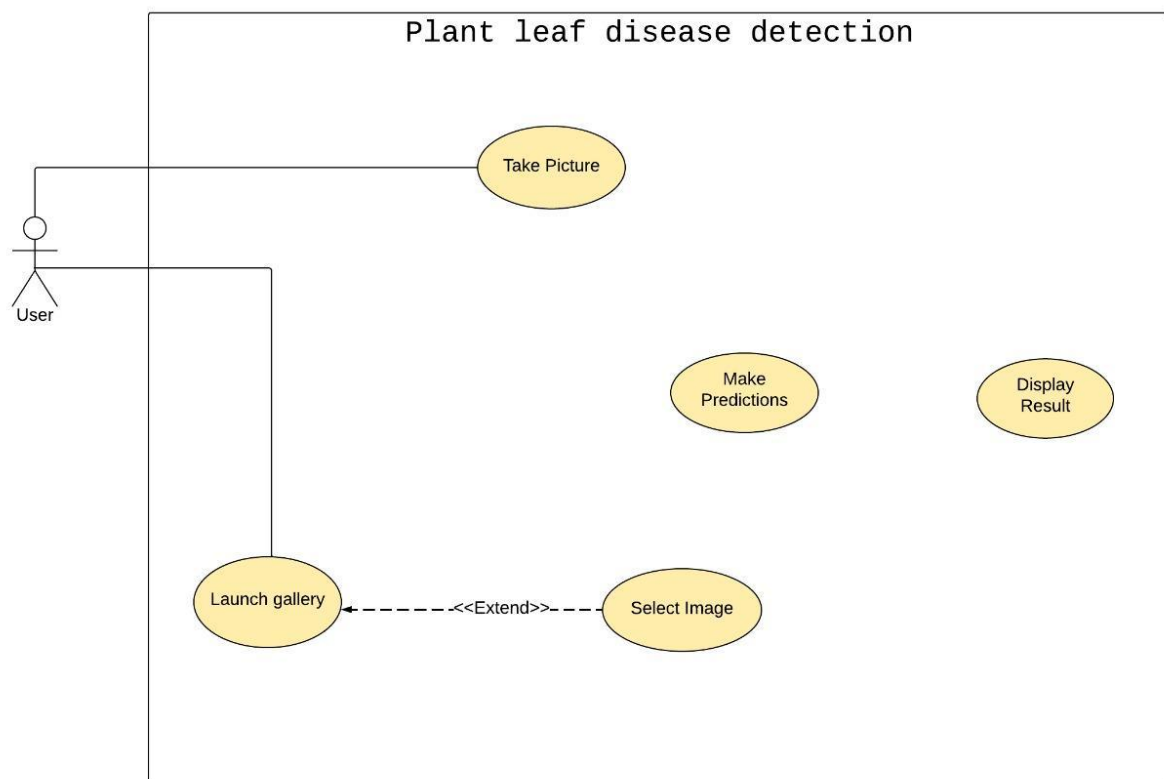 Plant leaf disease detection
Take Picture
User
Make
Predictions
Display
Result
Launch gallery
<<Extend>>
Select Image